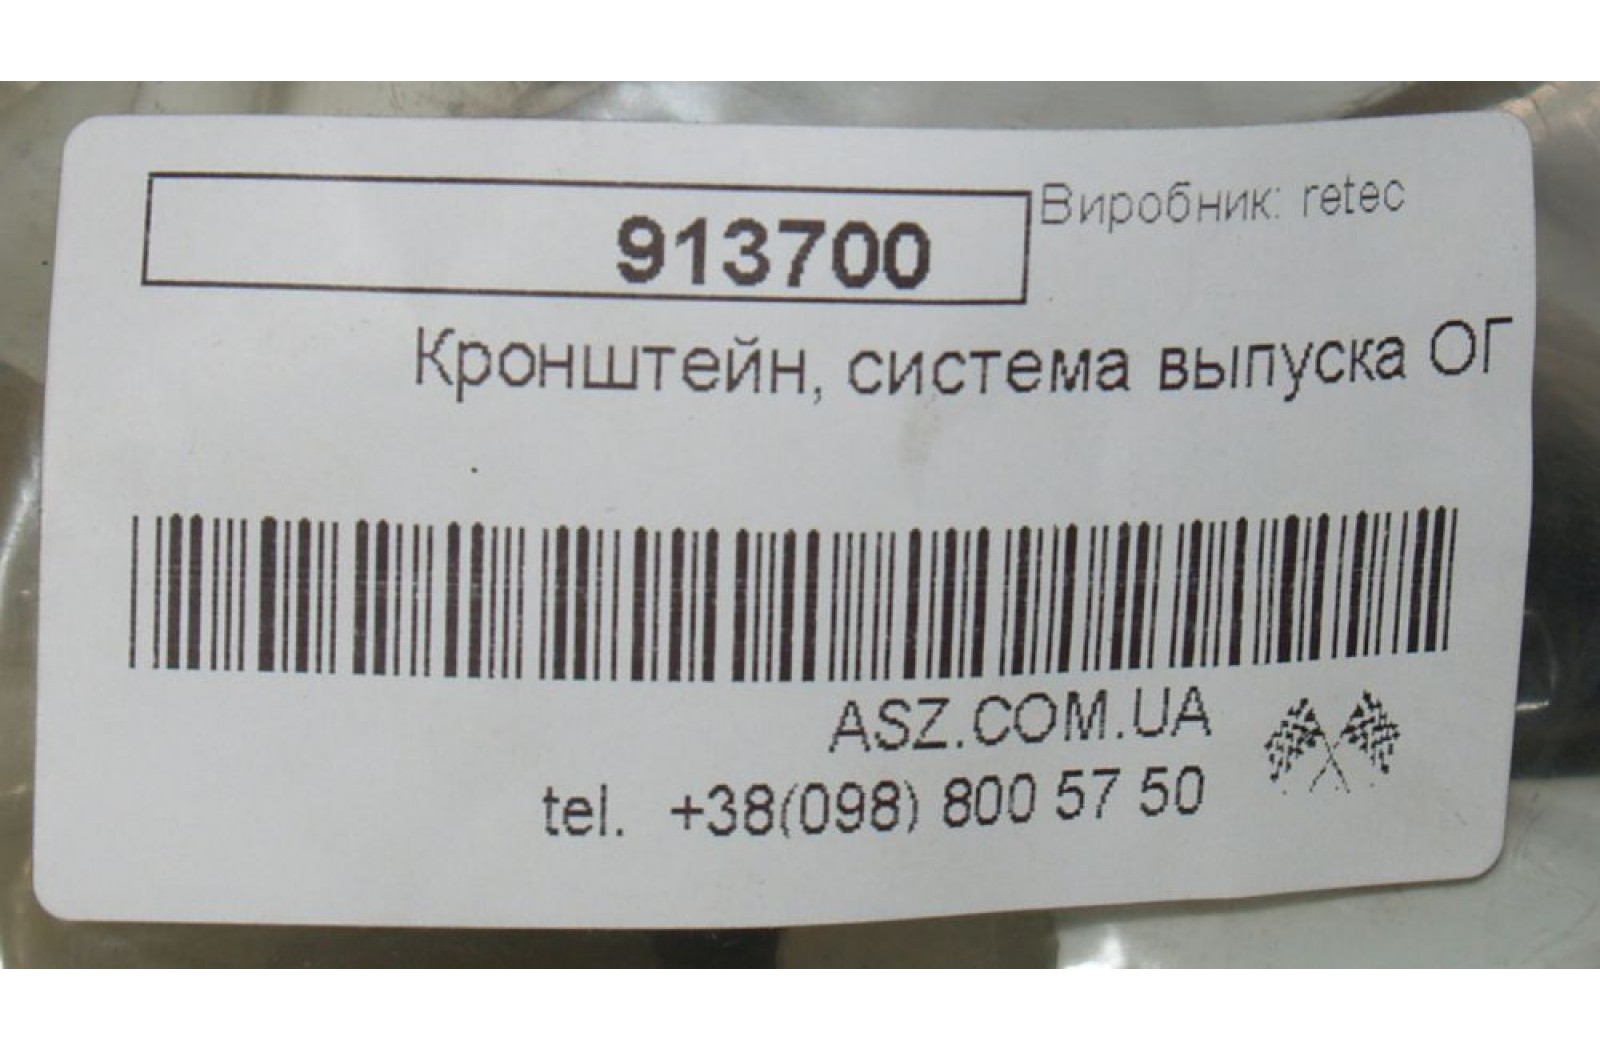 913700
Виробник: retec
Кронштейн, система выпуска ОГ
ASZ.COM.UA
tel. +38(098) 800 57 50